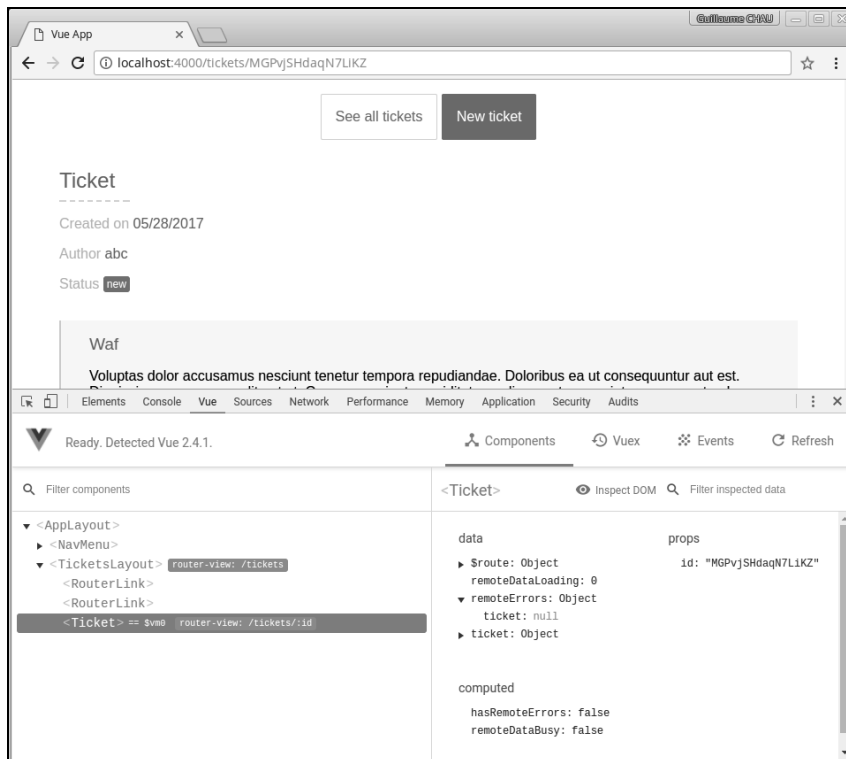 Guillaume CHAU
Vue App
localhost:4000/tickets/MGPvjSHdaqN7LiKZ
See all tickets New ticket
Ticket
Created on 05/28/2017
Author abc
Status new
Waf
Voluptas dolor accusamus nesciunt tenetur tempora repudiandae. Doloribus ea ut consequuntur aut est.
Elements Console Vue Sources Network Performance Memory Application Security Audits
Ready. Detected Vue 2.4.1. Components Vuex Events Refresh
Filter components <Ticket> Inspect DOM Filter inspected data
<AppLayout>
<NavMenu>
<TicketsLayout> router-view: /tickets
<RouterLink>
<RouterLink>
<Ticket> == $vm0 router-view: /tickets/:id
data props
$route: Object id: "MGPvjSHdaqN7LiKZ"
remoteDataLoading: 0
remoteErrors: Object
ticket: null
ticket: Object
computed
hasRemoteErrors: false
remoteDataBusy: false